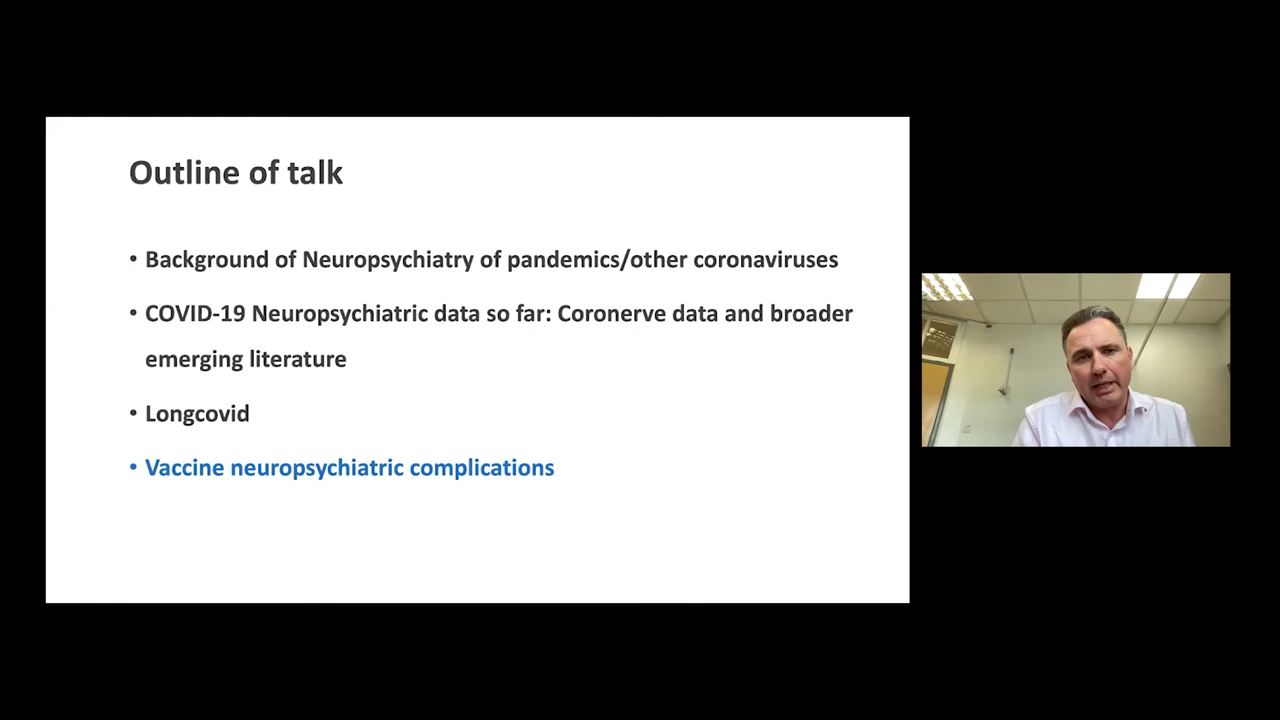 Outline of talk
• Background of Neuropsychiatry of pandemics/other coronaviruses
• COVID-19 Neuropsychiatric data so far: Coronerve data and broader
emerging literature
• Longcovid
• Vaccine neuropsychiatric complications